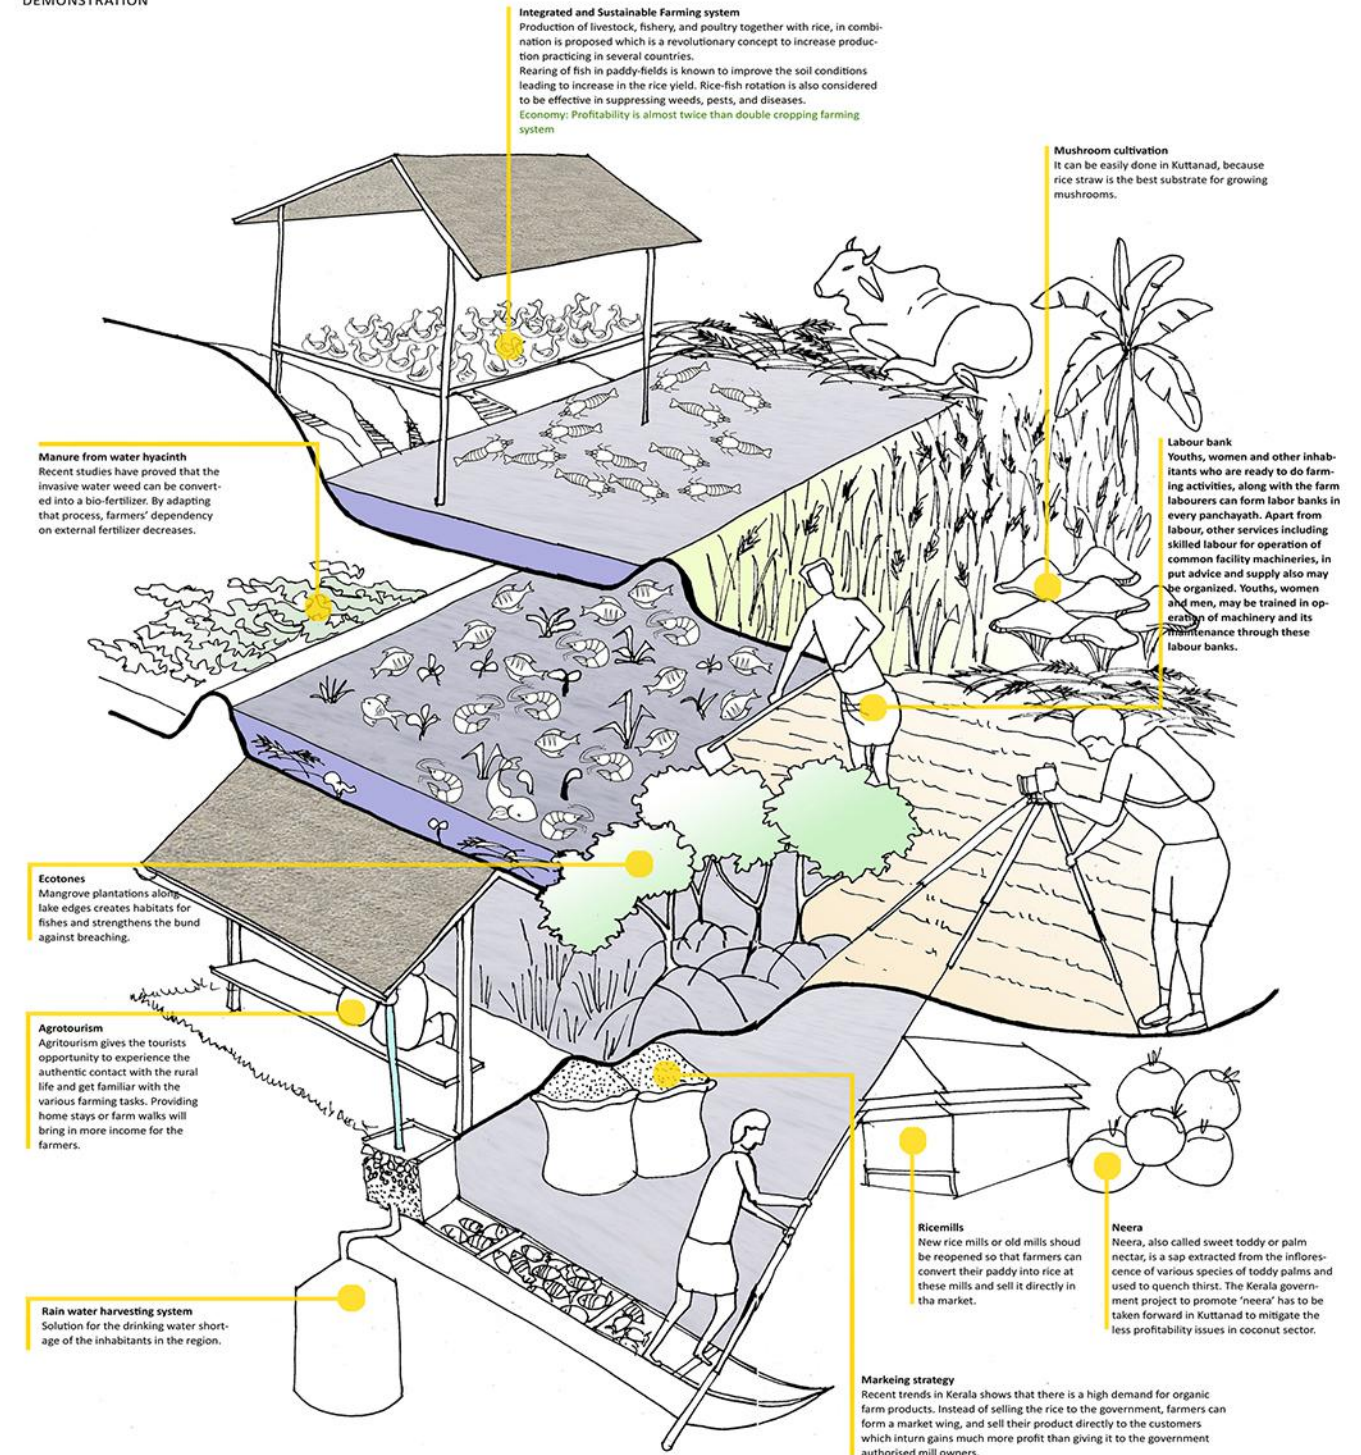 DEMONSTRATION
Integrated and Sustainable Farming system
Production of livestock, fishery, and poultry together with rice, in combi-
nation is proposed which is a revolutionary concept to increase produc-
tion practicing in several countries.
Rearing of fish in paddy-fields is known to improve the soil conditions
leading to increase in the rice yield. Rice-fish rotation is also considered
to be effective in suppressing weeds, pests, and diseases.
Economy: Profitability is almost twice than double cropping farming
system
Mushroom cultivation
It can be easily done in Kuttanad, because
rice straw is the best substrate for growing
mushrooms.
Manure from water hyacinth
Recent studies have proved that the
invasive water weed can be convert-
ed into a bio-fertilizer. By adapting
that process, farmers' dependency
on external fertilizer decreases.
Labour bank
Youths, women and other inhab-
itants who are ready to do farm-
ing activities, along with the farm
labourers can form labor banks in
every panchayath. Apart from
labour, other services including
skilled labour for operation of
common facility machineries, in
put advice and supply also may
be organized. Youths, women
and men, may be trained in op-
eration of machinery and its
maintenance through these
labour banks.
Ecotones
Mangrove plantations along
lake edges creates habitats for
fishes and strengthens the bund
against breaching.
Agrotourism
Agritourism gives the tourists
opportunity to experience the
authentic contact with the rural
life and get familiar with the
various farming tasks. Providing
home stays or farm walks will
bring in more income for the
farmers.
Rain water harvesting system
Solution for the drinking water short-
age of the inhabitants in the region.
Ricemills
New rice mills or old mills shoud
be reopened so that farmers can
convert their paddy into rice at
these mills and sell it directly in
tha market.
Neera
Neera, also called sweet toddy or palm
nectar, is a sap extracted from the inflores-
cence of various species of toddy palms and
used to quench thirst. The Kerala govern-
ment project to promote 'neera' has to be
taken forward in Kuttanad to mitigate the
less profitability issues in coconut sector.
Markeing strategy
Recent trends in Kerala shows that there is a high demand for organic
farm products. Instead of selling the rice to the government, farmers can
form a market wing, and sell their product directly to the customers
which inturn gains much more profit than giving it to the government
authorised mill owners.